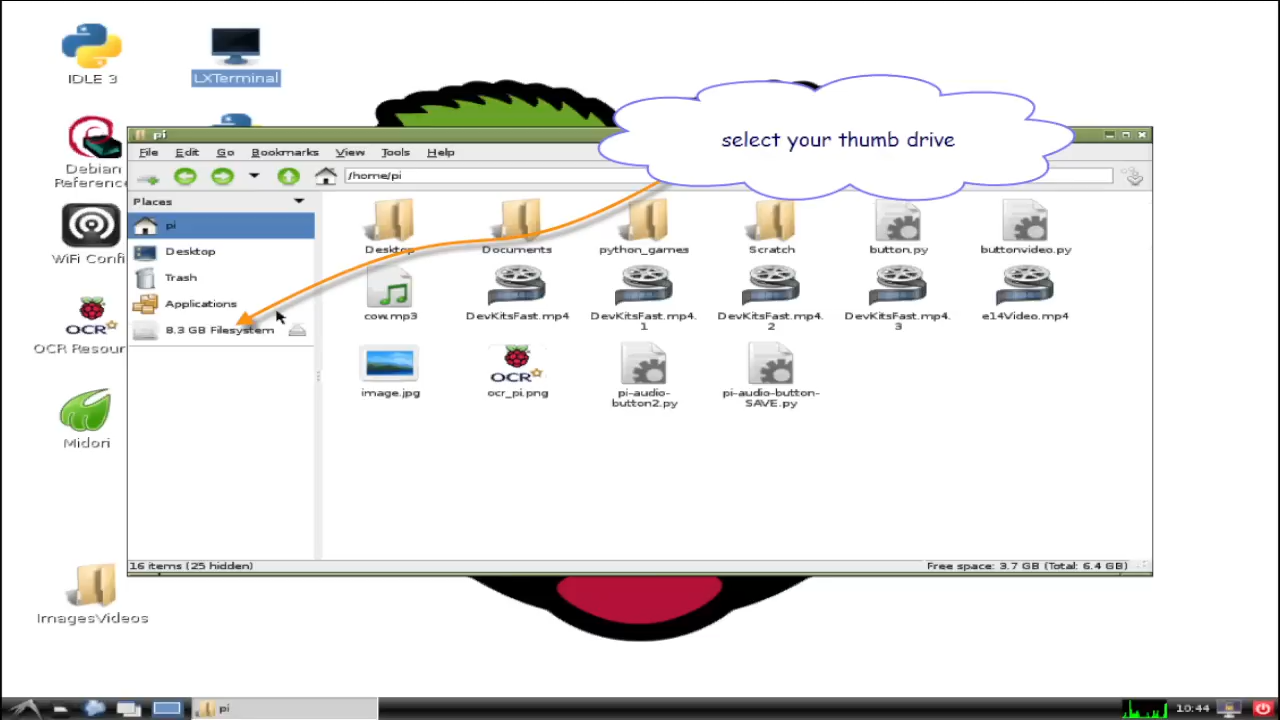 IDLE 3
LXTerminal
select your thumb drive
pi
File Edit Go Bookmarks View Tools Help
/home/pi
Debian
Reference
Places
pi
Desktop
Trash
Applications
8.3 GB Filesystem
Desktop Documents python_games Scratch button.py buttonvideo.py
cow.mp3 DevKitsFast.mp4 DevKitsFast.mp4. DevKitsFast.mp4. DevKitsFast.mp4. e14Video.mp4
1 2 3
OCR
image.jpg ocr_pi.png pi-audio- pi-audio-button-
button2.py SAVE.py
WiFi Confi
OCR
OCR Resour
Midori
ImagesVideos
16 items (25 hidden) Free space: 3.7 GB (Total: 6.4 GB)
pi
10:44